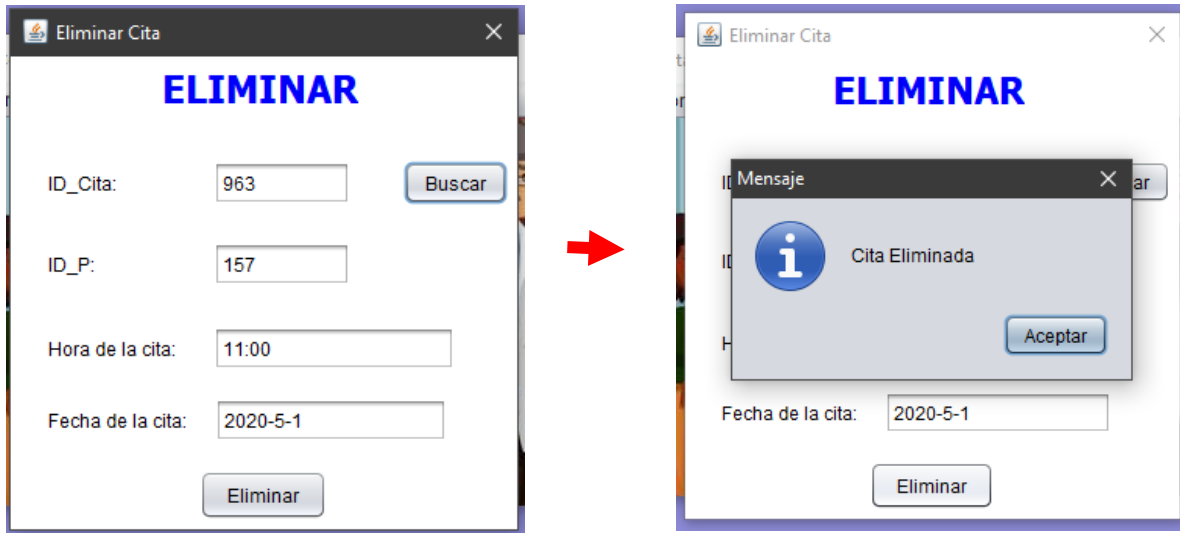 Eliminar Cita
ELIMINAR
ID_Cita: 963 Buscar
ID_P: 157
Hora de la cita: 11:00
Fecha de la cita: 2020-5-1
Eliminar
Eliminar Cita
ELIMINAR
Mensaje
ar
Cita Eliminada
Aceptar
Fecha de la cita: 2020-5-1
Eliminar